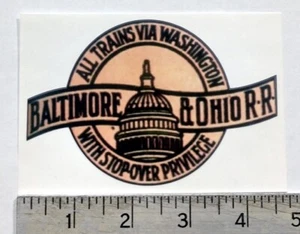 ALL TRAINS VIA WASHINGTON
BALTIMORE & OHIO R-R
WITH STOP-OVER PRIVILEGE
1 2 3 4 5